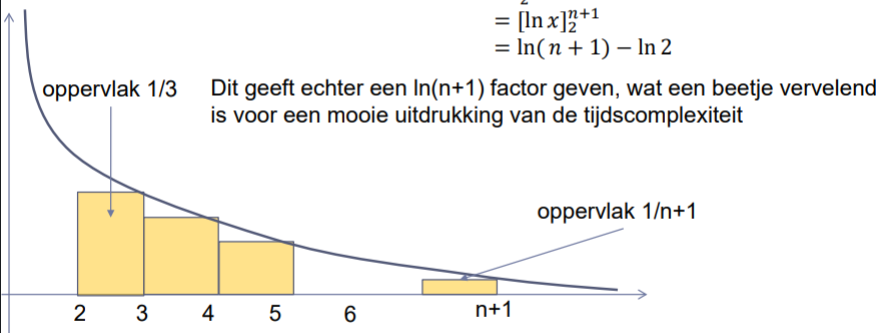 = [ln x]₂ⁿ⁺¹
= ln(n + 1) − ln 2
oppervlak 1/3
Dit geeft echter een ln(n+1) factor geven, wat een beetje vervelend
is voor een mooie uitdrukking van de tijdscomplexiteit
oppervlak 1/n+1
2 3 4 5 6 n+1